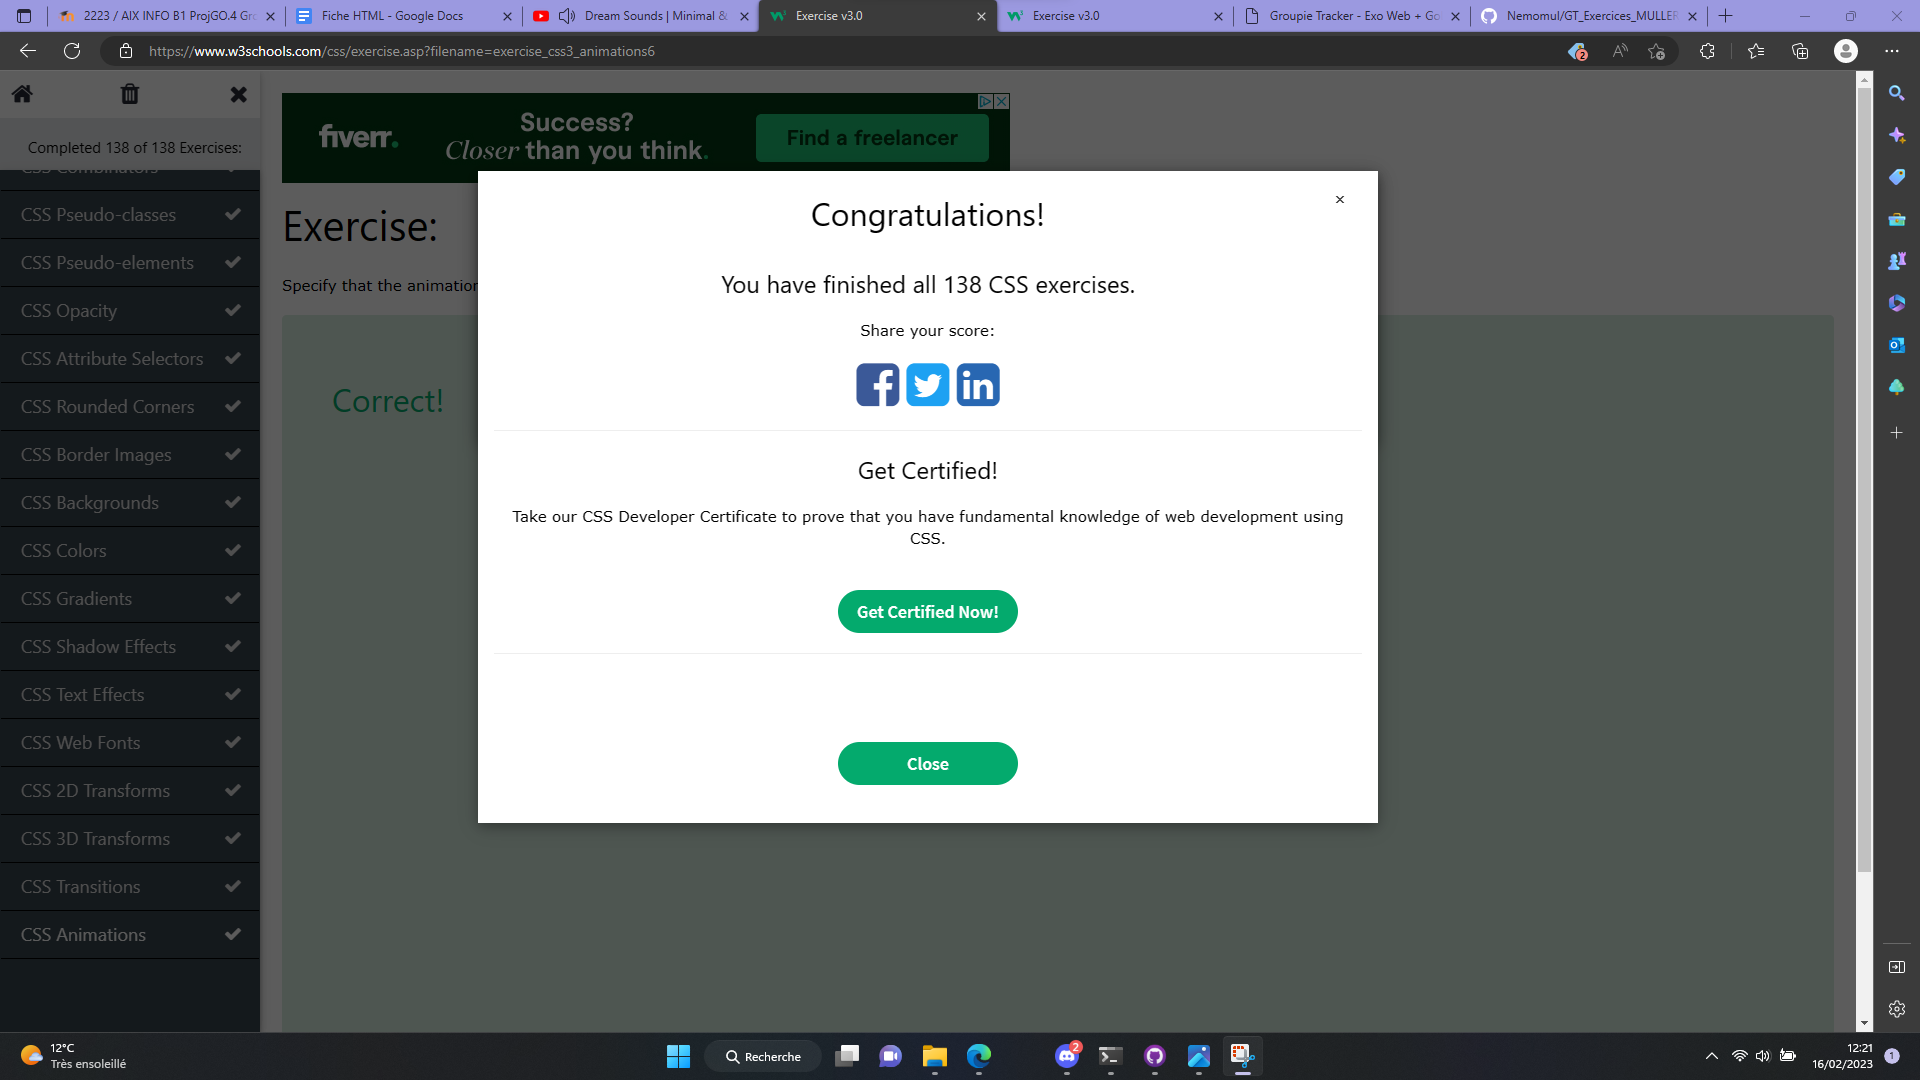 2223 / AIX INFO B1 ProjGO.4 Gro
Fiche HTML - Google Docs
Dream Sounds | Minimal &
Exercise v3.0
Exercise v3.0
Groupie Tracker - Exo Web + Go
Nemomul/GT_Exercices_MULLER
https://www.w3schools.com/css/exercise.asp?filename=exercise_css3_animations6
2
Completed 138 of 138 Exercises:
CSS Combinators
CSS Pseudo-classes
CSS Pseudo-elements
CSS Opacity
CSS Attribute Selectors
CSS Rounded Corners
CSS Border Images
CSS Backgrounds
CSS Colors
CSS Gradients
CSS Shadow Effects
CSS Text Effects
CSS Web Fonts
CSS 2D Transforms
CSS 3D Transforms
CSS Transitions
CSS Animations
fiverr.
Success?
Closer than you think.
Find a freelancer
Exercise:
Specify that the animation
Correct!
×
Congratulations!
You have finished all 138 CSS exercises.
Share your score:
Get Certified!
Take our CSS Developer Certificate to prove that you have fundamental knowledge of web development using
CSS.
Get Certified Now!
Close
12°C
Très ensoleillé
Recherche
2
12:21
16/02/2023
1